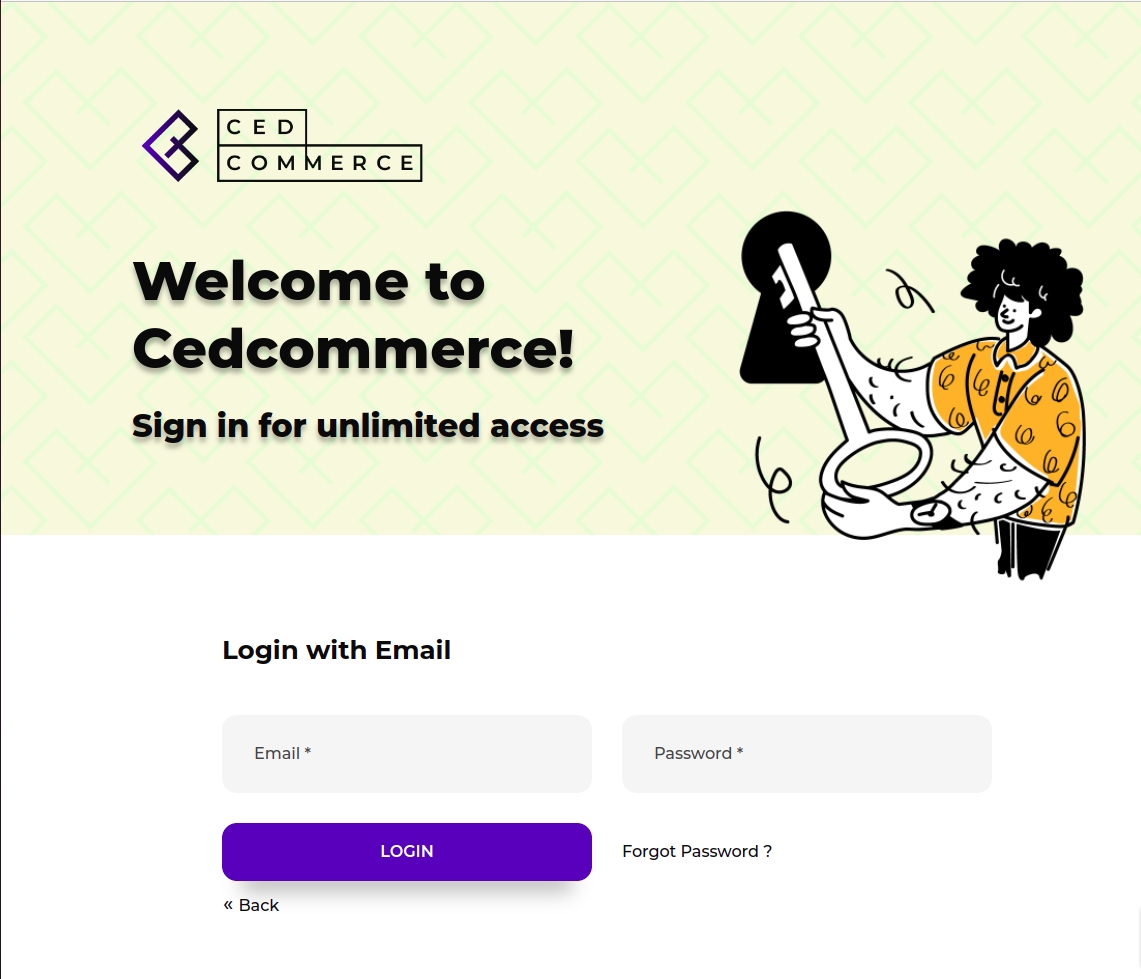 CED
COMMERCE
Welcome to
Cedcommerce!
Sign in for unlimited access
Login with Email
Email *
Password *
LOGIN
Forgot Password ?
« Back